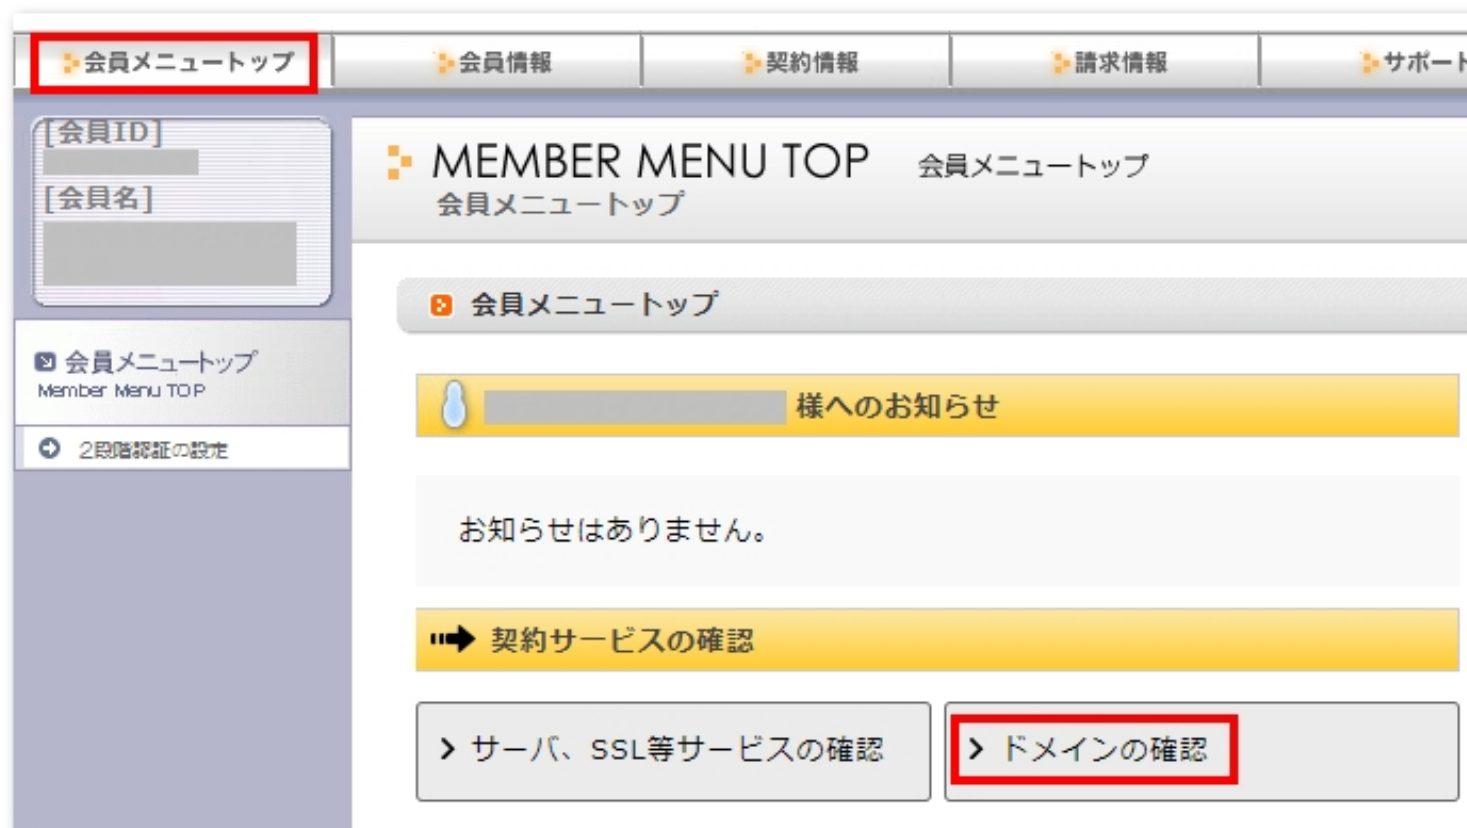 会員メニュートップ
会員情報
契約情報
請求情報
サポート
[会員ID]
[会員名]
MEMBER MENU TOP 会員メニュートップ
会員メニュートップ
会員メニュートップ
会員メニュートップ
Member Menu TOP
様へのお知らせ
2段階認証の設定
お知らせはありません。
契約サービスの確認
サーバ、SSL等サービスの確認
ドメインの確認